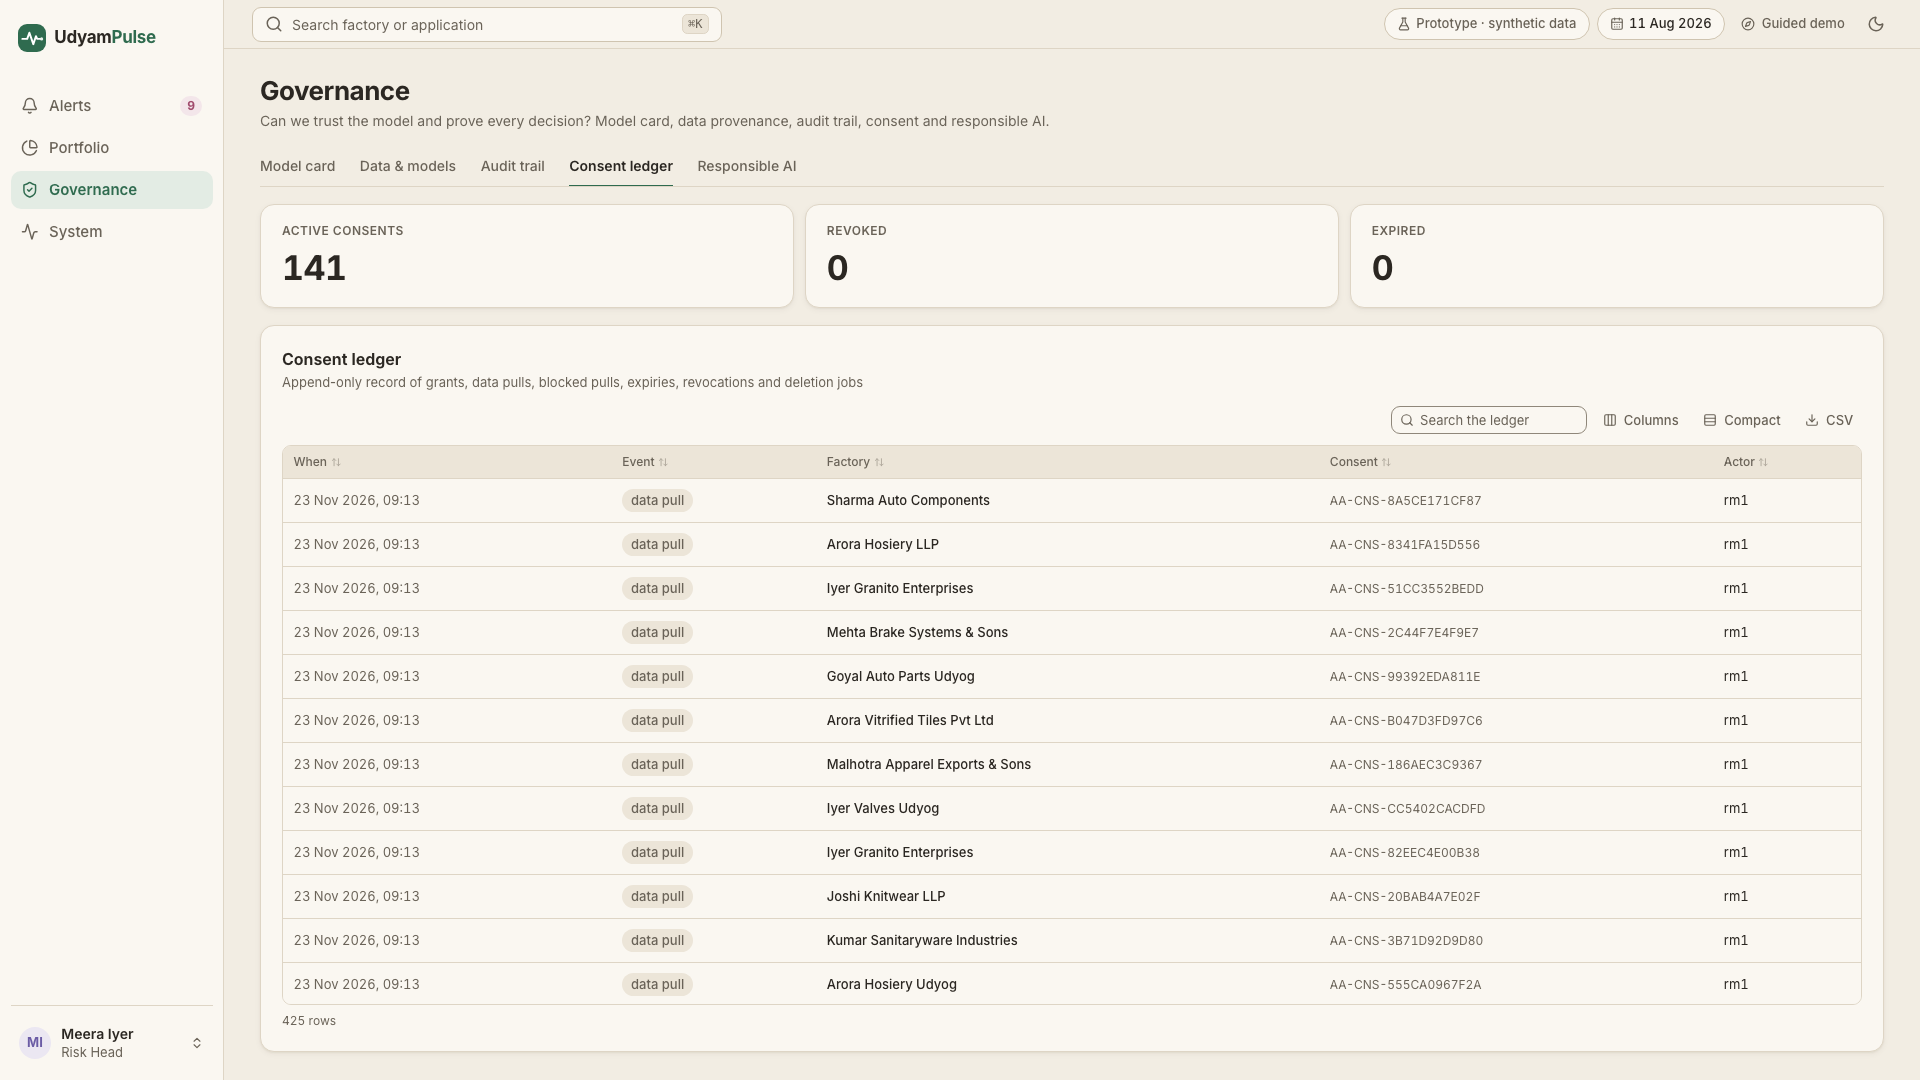 UdyamPulse
Search factory or application
⌘K
Prototype · synthetic data
11 Aug 2026
Guided demo
Alerts
9
Portfolio
Governance
System
Governance
Can we trust the model and prove every decision? Model card, data provenance, audit trail, consent and responsible AI.
Model card Data & models Audit trail Consent ledger Responsible AI
ACTIVE CONSENTS
141
REVOKED
0
EXPIRED
0
Consent ledger
Append-only record of grants, data pulls, blocked pulls, expiries, revocations and deletion jobs
Search the ledger Columns Compact CSV
When Event Factory Consent Actor
23 Nov 2026, 09:13 data pull Sharma Auto Components AA-CNS-8A5CE171CF87 rm1
23 Nov 2026, 09:13 data pull Arora Hosiery LLP AA-CNS-8341FA15D556 rm1
23 Nov 2026, 09:13 data pull Iyer Granito Enterprises AA-CNS-51CC3552BEDD rm1
23 Nov 2026, 09:13 data pull Mehta Brake Systems & Sons AA-CNS-2C44F7E4F9E7 rm1
23 Nov 2026, 09:13 data pull Goyal Auto Parts Udyog AA-CNS-99392EDA811E rm1
23 Nov 2026, 09:13 data pull Arora Vitrified Tiles Pvt Ltd AA-CNS-B047D3FD97C6 rm1
23 Nov 2026, 09:13 data pull Malhotra Apparel Exports & Sons AA-CNS-186AEC3C9367 rm1
23 Nov 2026, 09:13 data pull Iyer Valves Udyog AA-CNS-CC5402CACDFD rm1
23 Nov 2026, 09:13 data pull Iyer Granito Enterprises AA-CNS-82EEC4E00B38 rm1
23 Nov 2026, 09:13 data pull Joshi Knitwear LLP AA-CNS-20BAB4A7E02F rm1
23 Nov 2026, 09:13 data pull Kumar Sanitaryware Industries AA-CNS-3B71D92D9D80 rm1
23 Nov 2026, 09:13 data pull Arora Hosiery Udyog AA-CNS-555CA0967F2A rm1
425 rows
MI
Meera Iyer
Risk Head